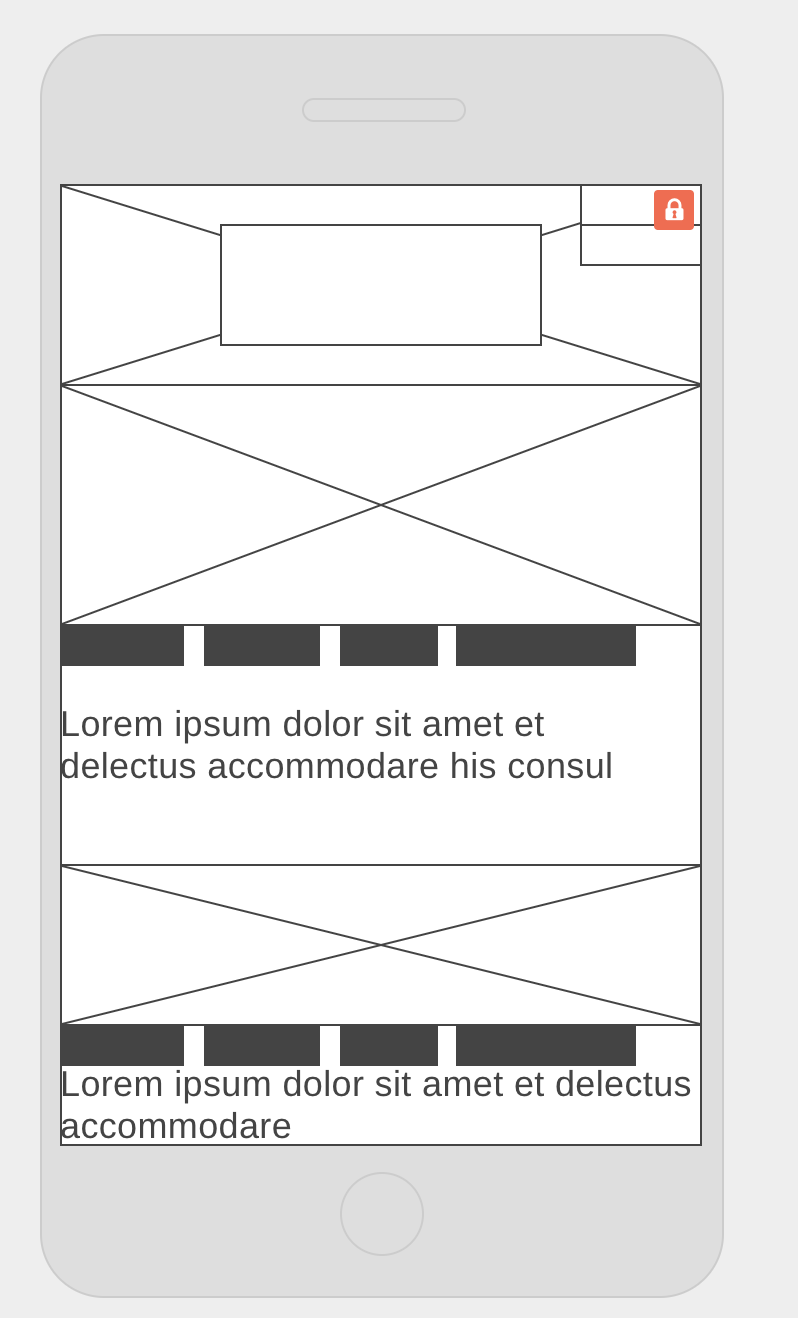 Lorem ipsum dolor sit amet et
delectus accommodare his consul
Lorem ipsum dolor sit amet et delectus
accommodare